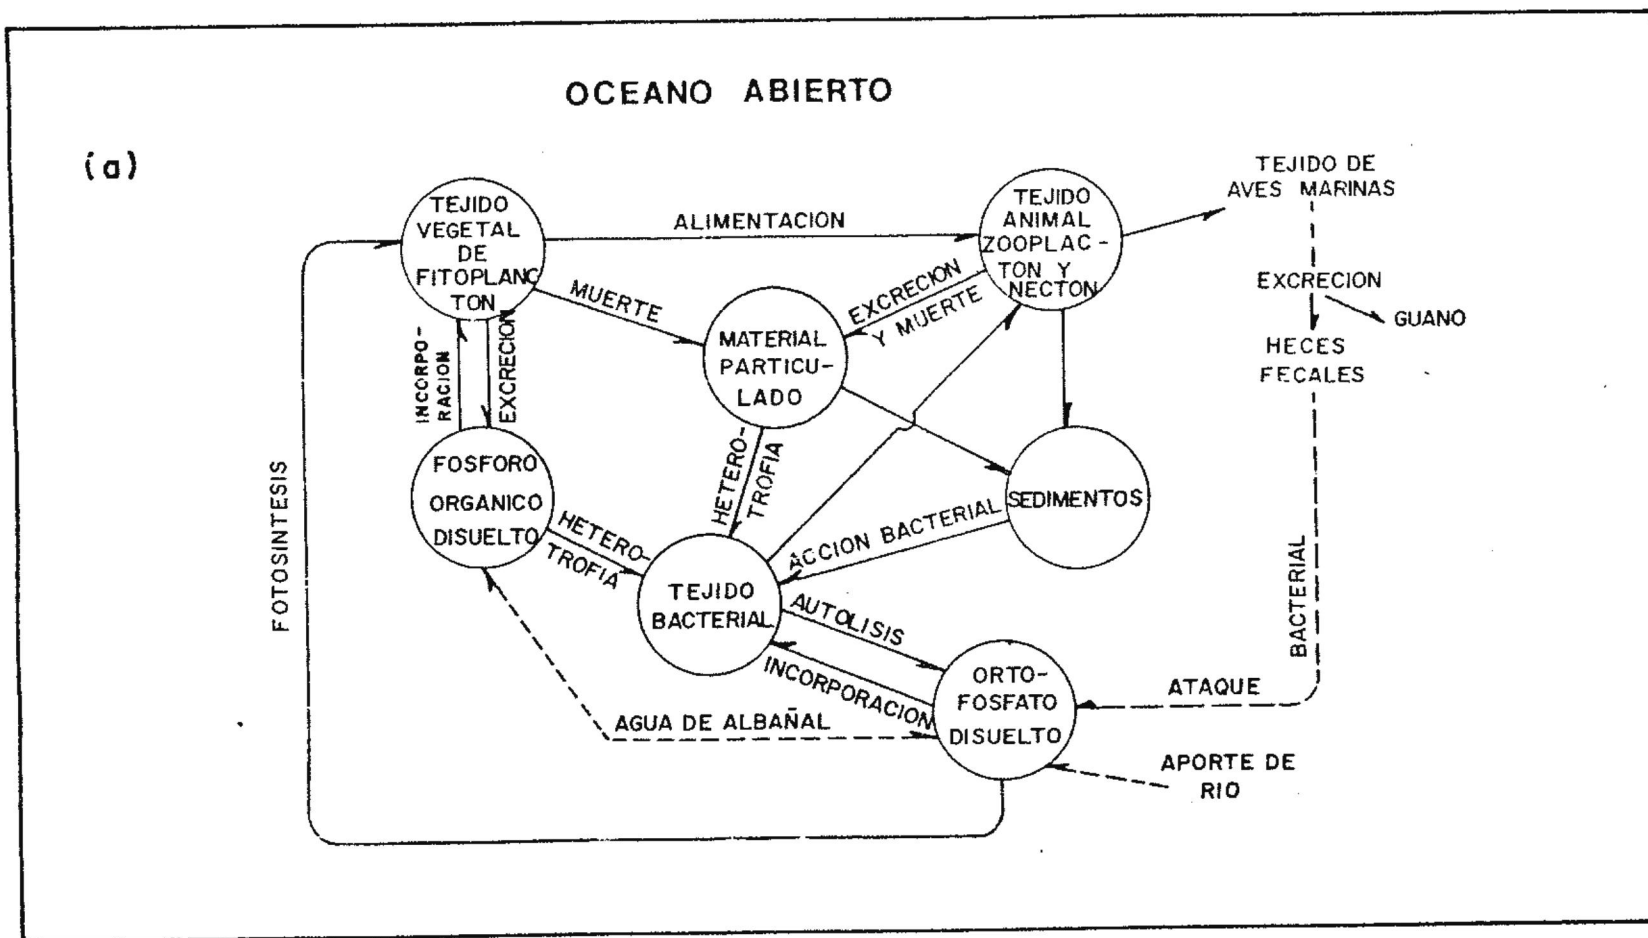 OCEANO ABIERTO
(a)
TEJIDO
VEGETAL
DE
FITOPLANC
TON
ALIMENTACION
TEJIDO
ANIMAL
ZOOPLAC-
TON Y
NECTON
TEJIDO DE
AVES MARINAS
MUERTE
EXCRECION
Y MUERTE
EXCRECION
GUANO
HECES
FECALES
MATERIAL
PARTICU-
LADO
INCORPO-
RACION
EXCRECION
FOSFORO
ORGANICO
DISUELTO
HETERO-
TROFIA
HETERO-
TROFIA
SEDIMENTOS
ACCION BACTERIAL
TEJIDO
BACTERIAL
AUTOLISIS
INCORPORACION
FOTOSINTESIS
BACTERIAL
ATAQUE
ORTO-
FOSFATO
DISUELTO
AGUA DE ALBAÑAL
APORTE DE
RIO